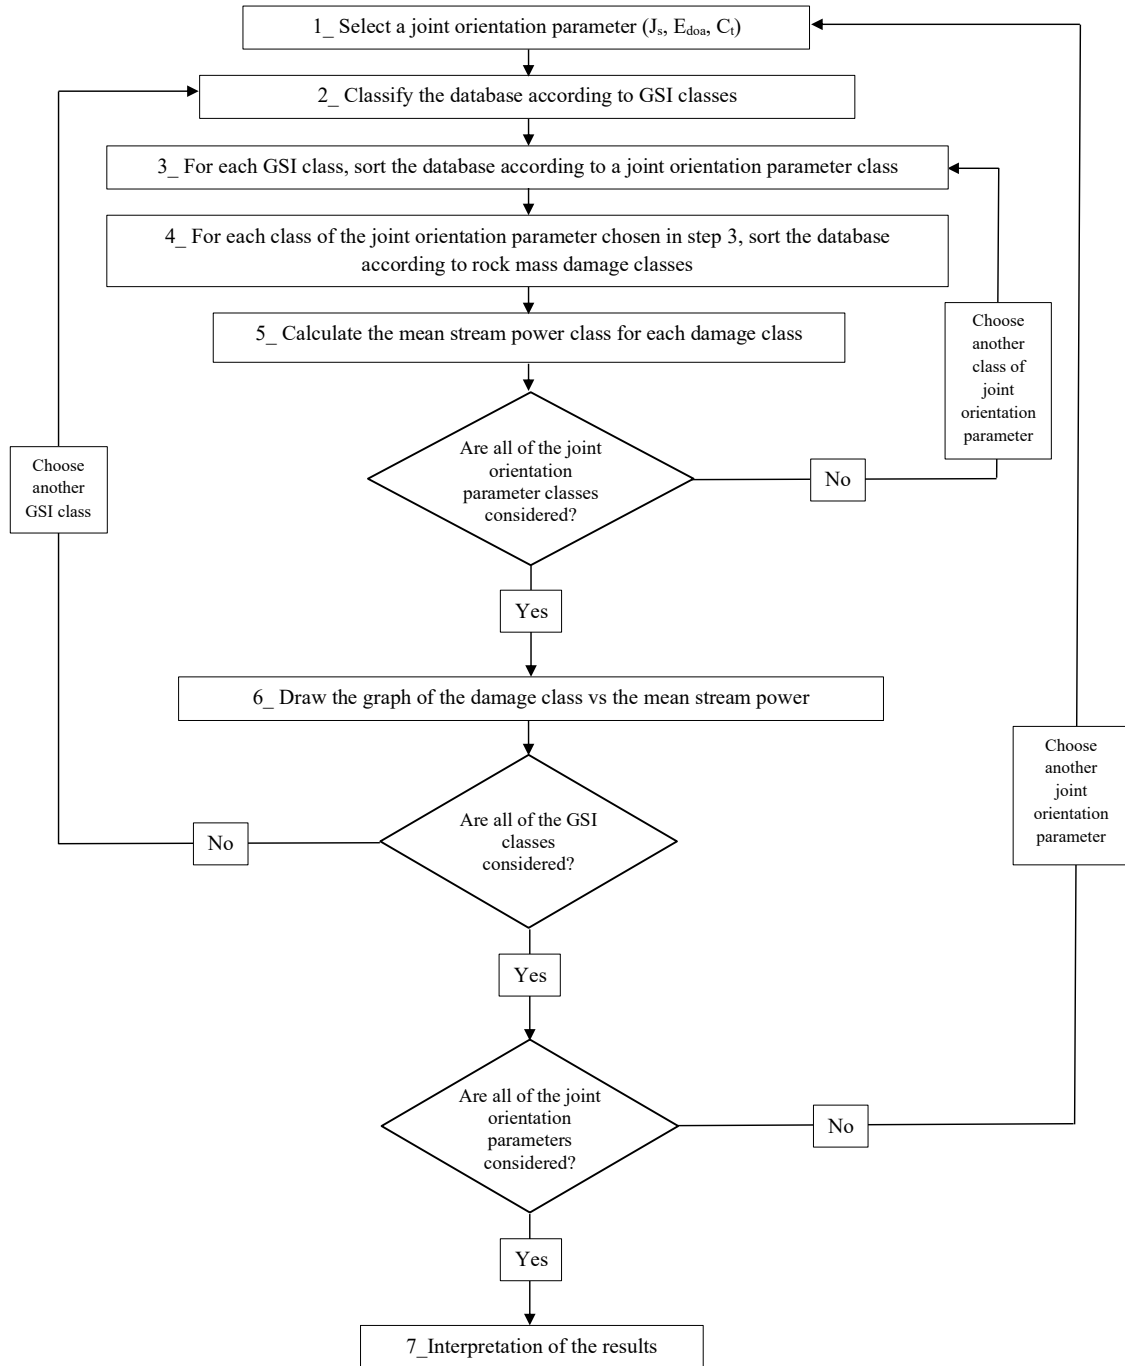 1_ Select a joint orientation parameter (Js, Edoa, Ct)
2_ Classify the database according to GSI classes
3_ For each GSI class, sort the database according to a joint orientation parameter class
4_ For each class of the joint orientation parameter chosen in step 3, sort the database
according to rock mass damage classes
5_ Calculate the mean stream power class for each damage class
Choose
another
class of
joint
orientation
parameter
Are all of the joint
orientation
parameter classes
considered?
No
Choose
another
GSI class
Yes
6_ Draw the graph of the damage class vs the mean stream power
Choose
another
joint
orientation
parameter
Are all of the GSI
classes
considered?
No
Yes
Are all of the joint
orientation
parameters
considered?
No
Yes
7_Interpretation of the results